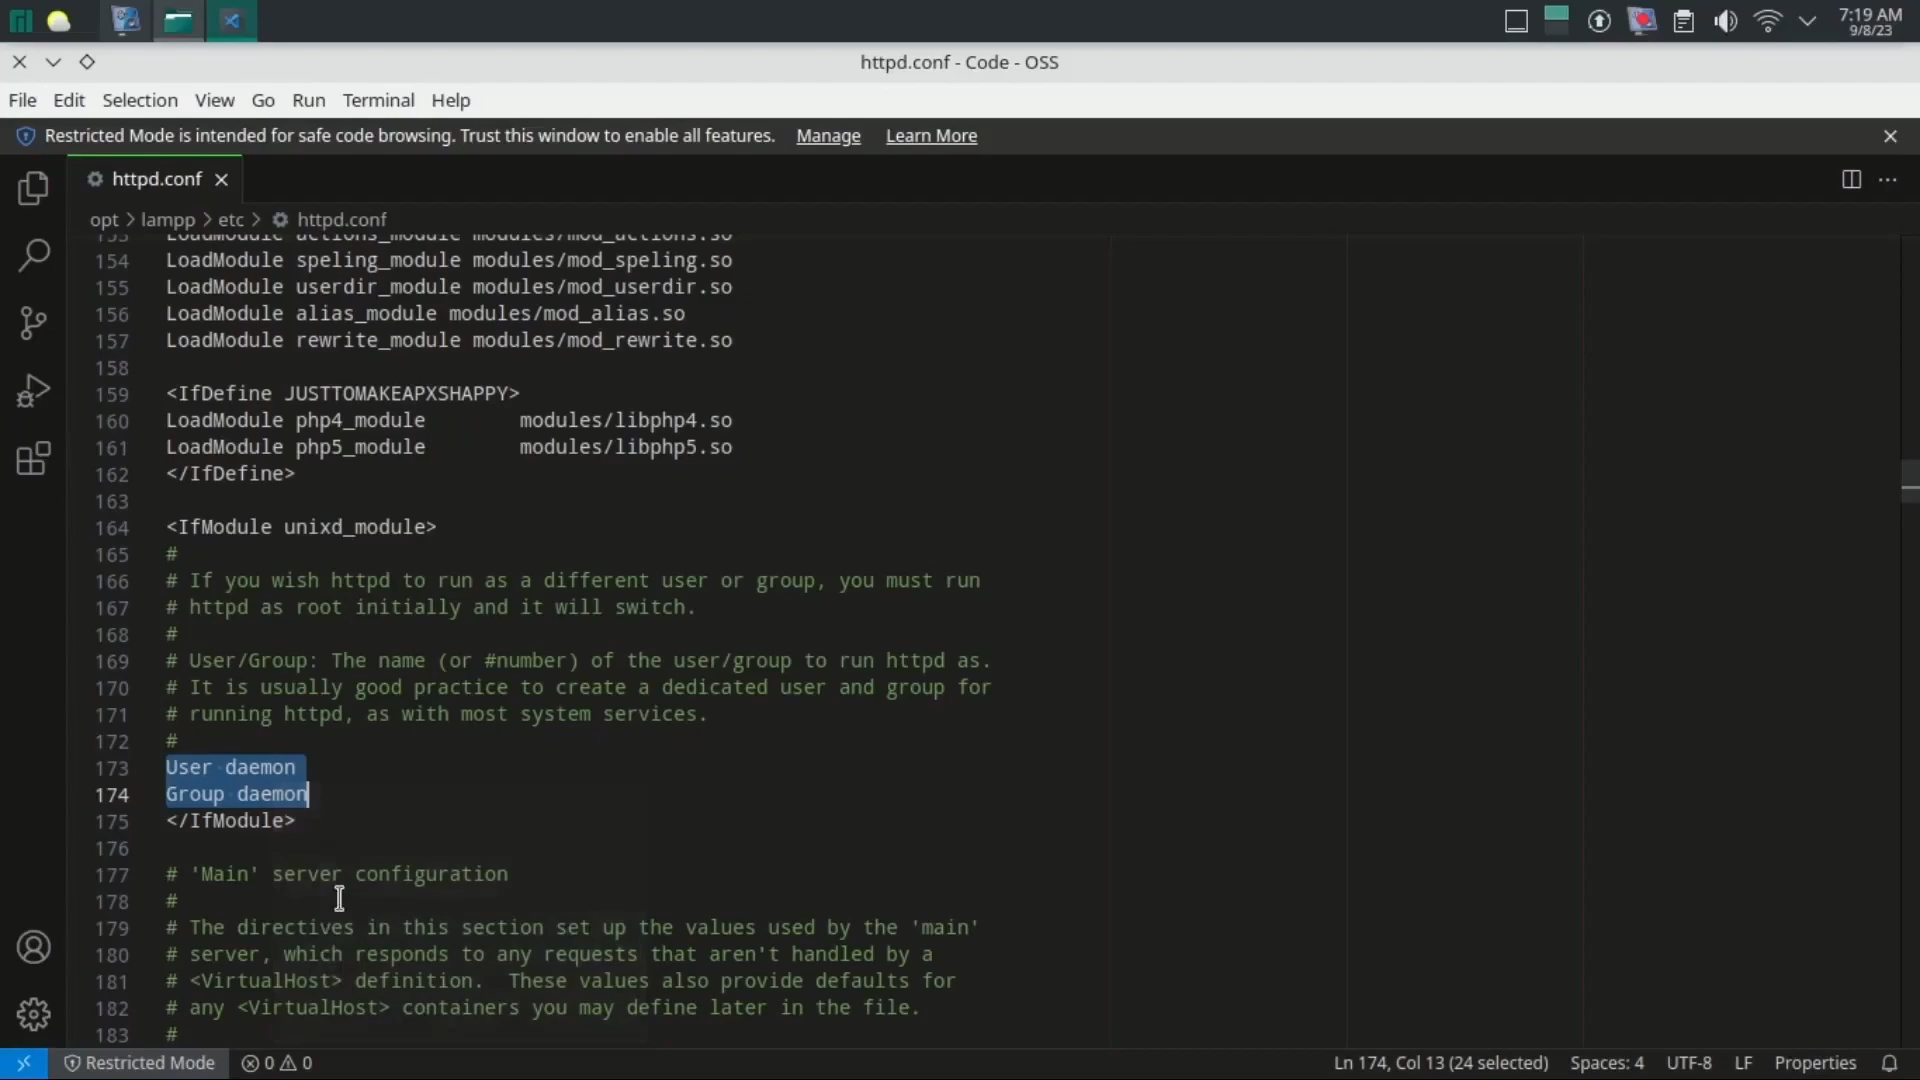 7:19 AM
9/8/23
httpd.conf - Code - OSS
File Edit Selection View Go Run Terminal Help
Restricted Mode is intended for safe code browsing. Trust this window to enable all features. Manage Learn More
httpd.conf
opt > lampp > etc > httpd.conf
153 LoadModule actions_module modules/mod_actions.so
154 LoadModule speling_module modules/mod_speling.so
155 LoadModule userdir_module modules/mod_userdir.so
156 LoadModule alias_module modules/mod_alias.so
157 LoadModule rewrite_module modules/mod_rewrite.so
158
159 <IfDefine JUSTTOMAKEAPXSHAPPY>
160 LoadModule php4_module        modules/libphp4.so
161 LoadModule php5_module        modules/libphp5.so
162 </IfDefine>
163
164 <IfModule unixd_module>
165 #
166 # If you wish httpd to run as a different user or group, you must run
167 # httpd as root initially and it will switch.
168 #
169 # User/Group: The name (or #number) of the user/group to run httpd as.
170 # It is usually good practice to create a dedicated user and group for
171 # running httpd, as with most system services.
172 #
173 User daemon
174 Group daemon
175 </IfModule>
176
177 # 'Main' server configuration
178 #
179 # The directives in this section set up the values used by the 'main'
180 # server, which responds to any requests that aren't handled by a
181 # <VirtualHost> definition.  These values also provide defaults for
182 # any <VirtualHost> containers you may define later in the file.
183 #
Restricted Mode 0 0 Ln 174, Col 13 (24 selected) Spaces: 4 UTF-8 LF Properties